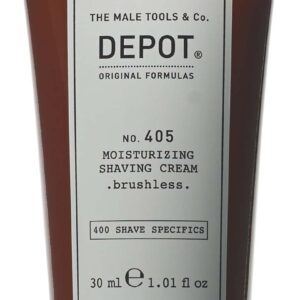 THE MALE TOOLS & Co.
DEPOT®
ORIGINAL FORMULAS
NO. 405
MOISTURIZING
SHAVING CREAM
.brushless.
400 SHAVE SPECIFICS
30 ml e 1.01 fl oz